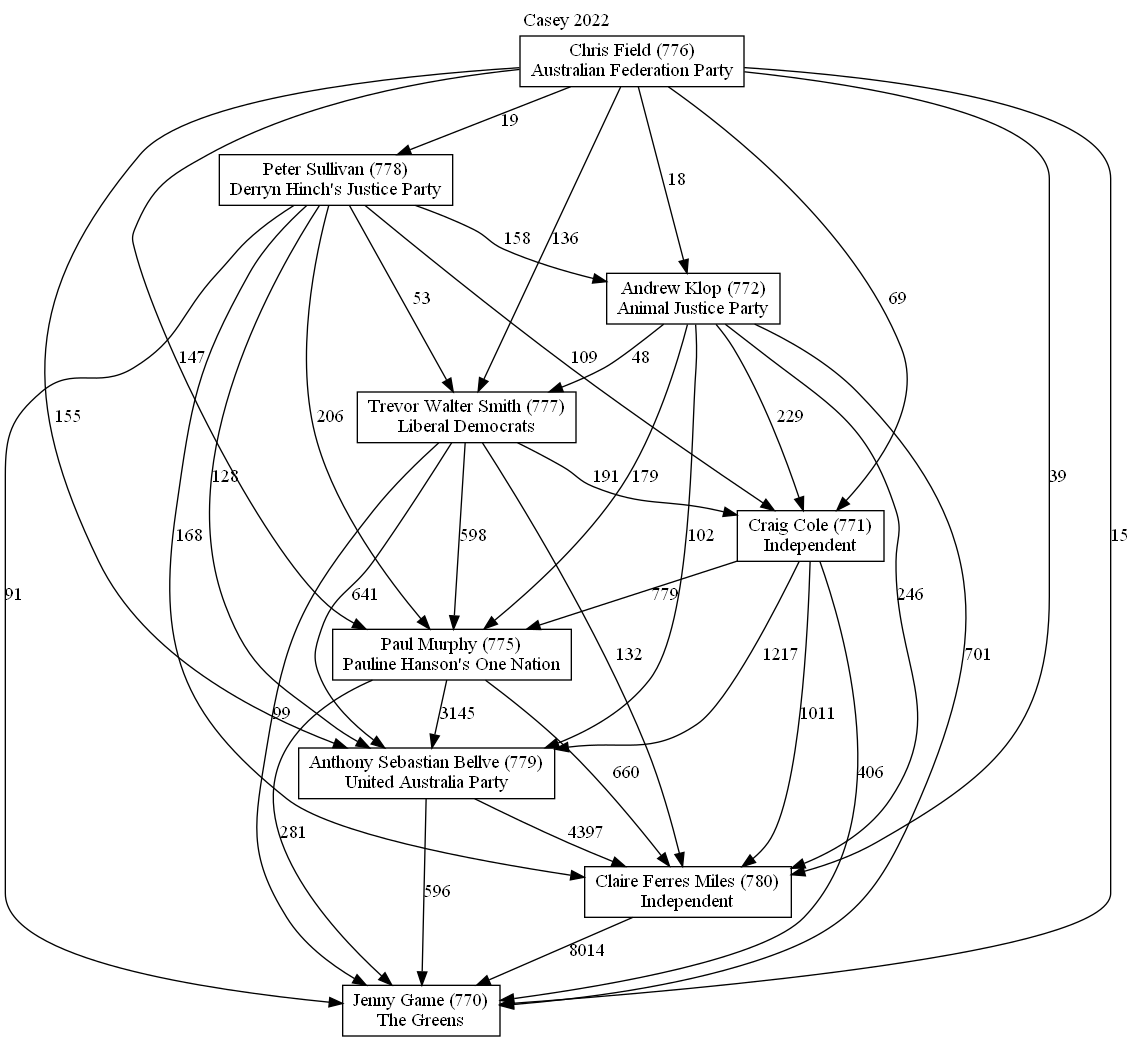 Casey 2022
Chris Field (776)
Australian Federation Party
19
Peter Sullivan (778)
Derryn Hinch's Justice Party
18
158
136
Andrew Klop (772)
Animal Justice Party
53
69
147
109
48
155
206
Trevor Walter Smith (777)
Liberal Democrats
229
128
191
179
39
168
598
Craig Cole (771)
Independent
102
15
91
641
779
246
Paul Murphy (775)
Pauline Hanson's One Nation
132
1217
701
99
3145
1011
Anthony Sebastian Bellve (779)
United Australia Party
660
406
281
4397
596
Claire Ferres Miles (780)
Independent
8014
Jenny Game (770)
The Greens